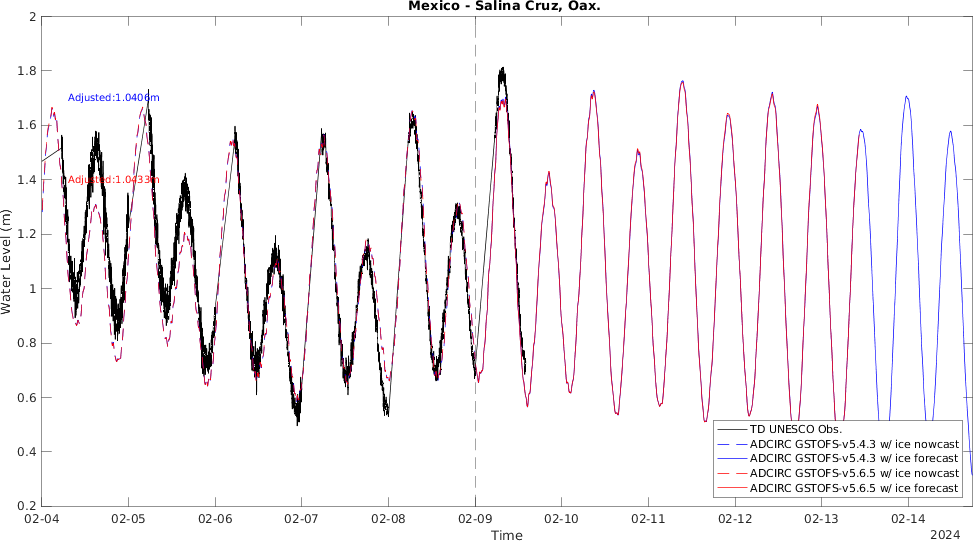 Mexico - Salina Cruz, Oax.
2
1.8
1.6
1.4
1.2
1
0.8
0.6
0.4
0.2
Water Level (m)
Adjusted:1.0406m
Adjusted:1.0433m
TD UNESCO Obs.
ADCIRC GSTOFS-v5.4.3 w/ ice nowcast
ADCIRC GSTOFS-v5.4.3 w/ ice forecast
ADCIRC GSTOFS-v5.6.5 w/ ice nowcast
ADCIRC GSTOFS-v5.6.5 w/ ice forecast
02-04 02-05 02-06 02-07 02-08 02-09 02-10 02-11 02-12 02-13 02-14
Time
2024